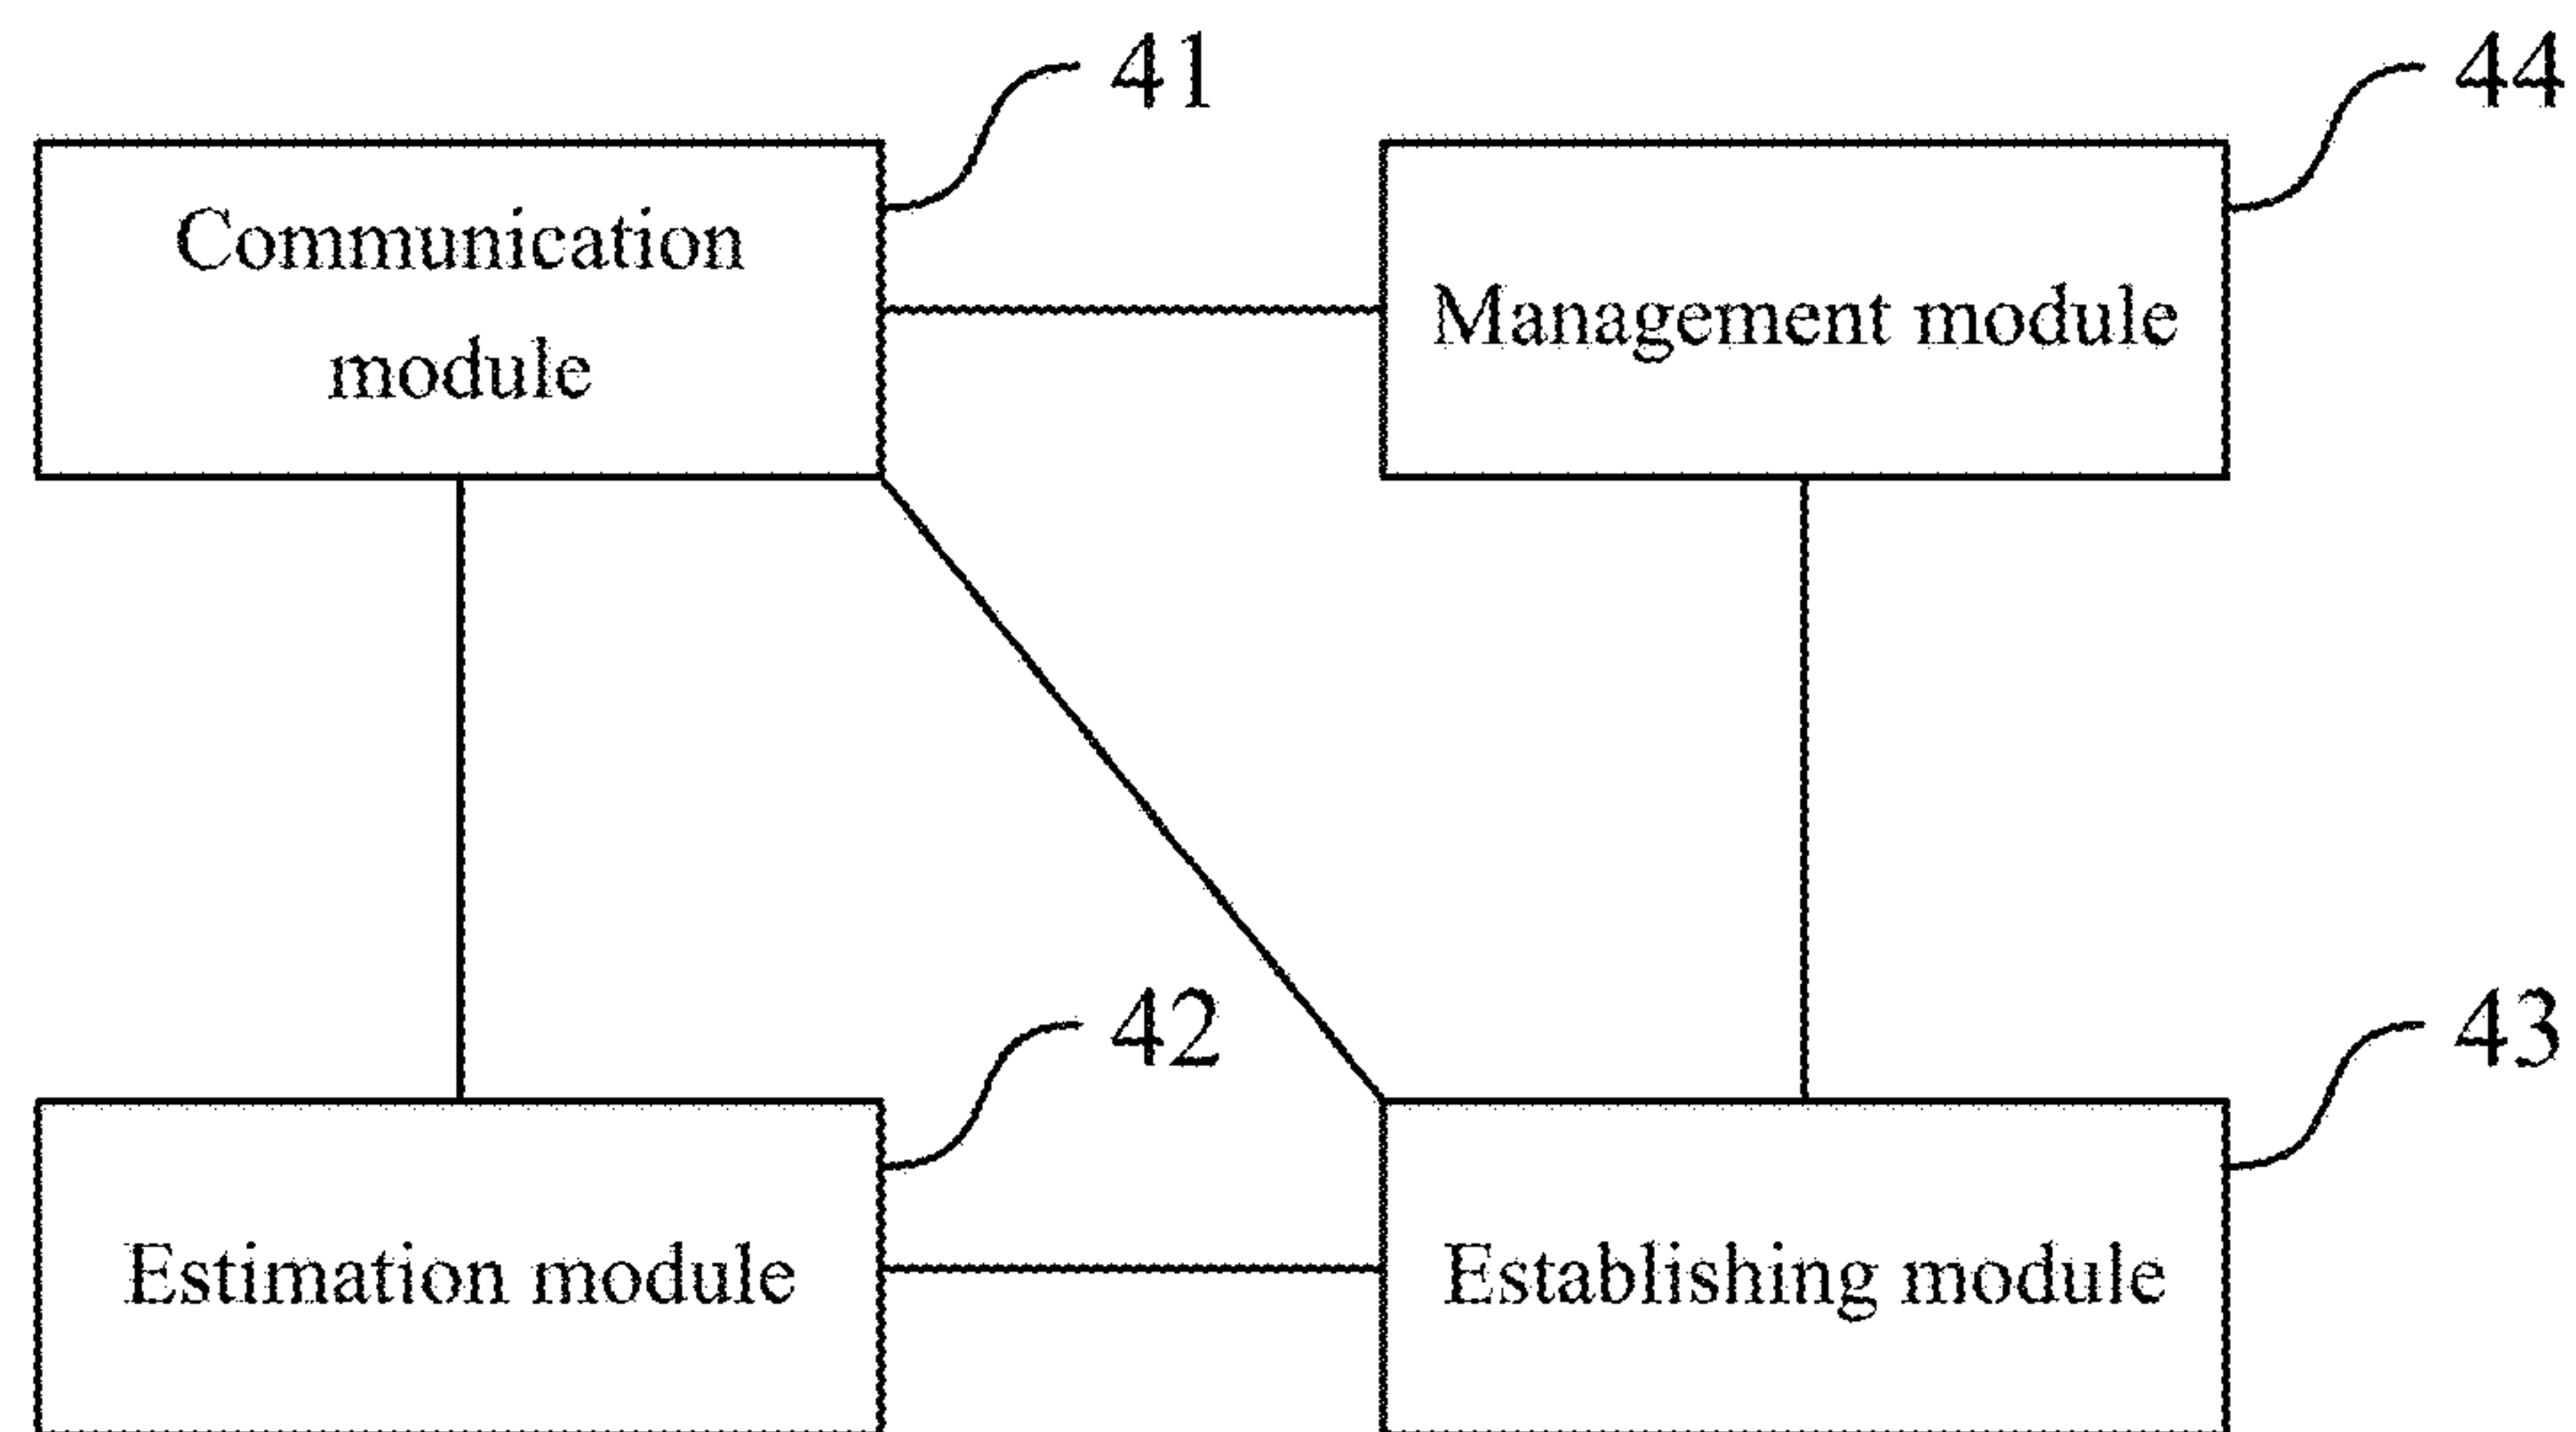 41
44
Communication
module
Management module
42
43
Estimation module
Establishing module